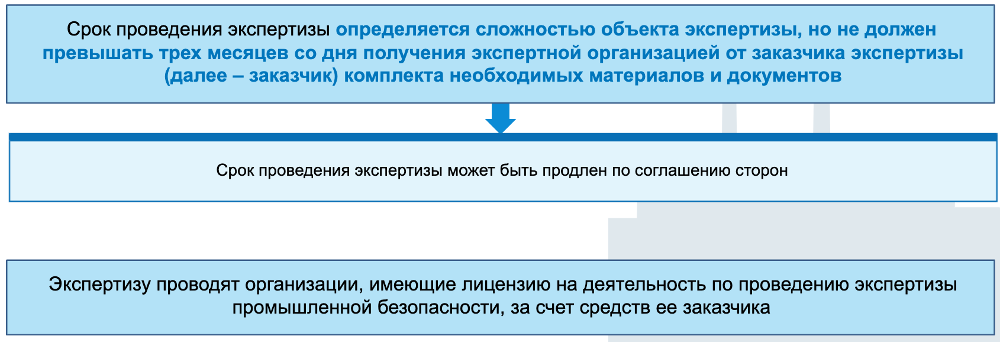 Срок проведения экспертизы определяется сложностью объекта экспертизы, но не должен
превышать трех месяцев со дня получения экспертной организацией от заказчика экспертизы
(далее – заказчик) комплекта необходимых материалов и документов
Срок проведения экспертизы может быть продлен по соглашению сторон
Экспертизу проводят организации, имеющие лицензию на деятельность по проведению экспертизы
промышленной безопасности, за счет средств ее заказчика